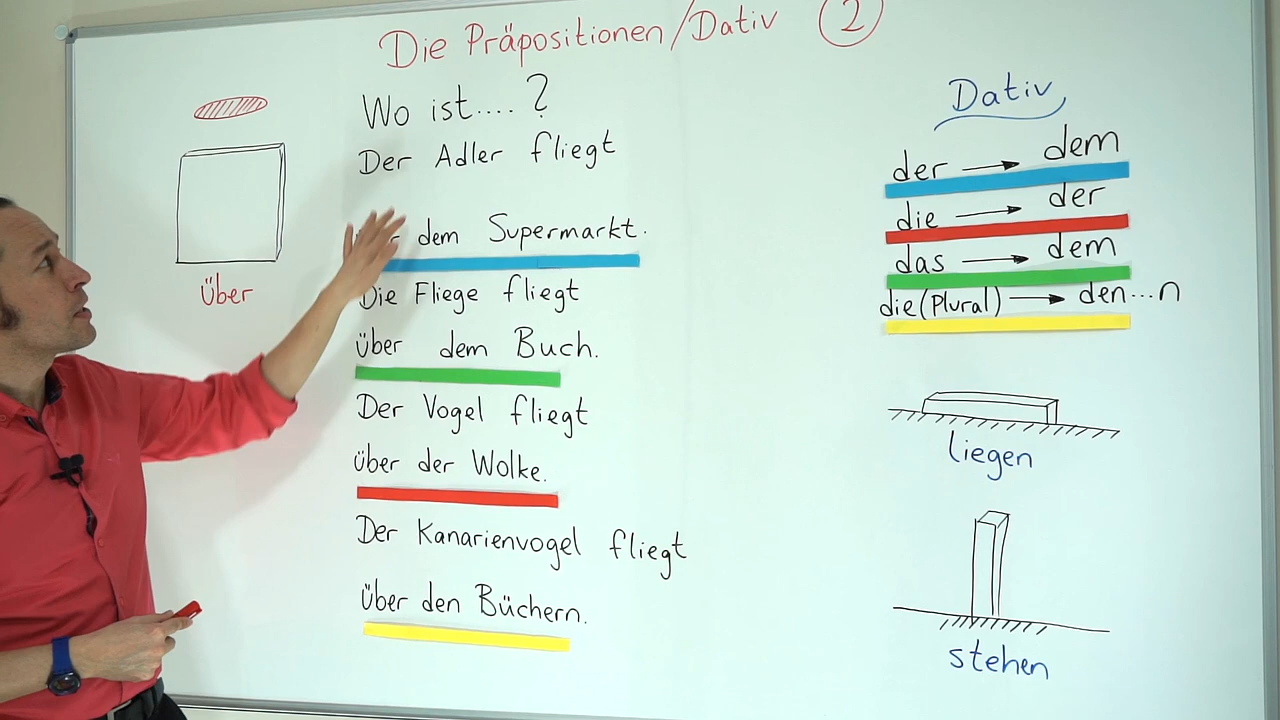 Die Präpositionen/Dativ 2
Wo ist....?
Der Adler fliegt
dem Supermarkt.
Die Fliege fliegt
über dem Buch.
Der Vogel fliegt
über der Wolke.
Der Kanarienvogel fliegt
über den Büchern.
Über
Dativ
der → dem
die → der
das → dem
die (Plural) → den...n
liegen
stehen